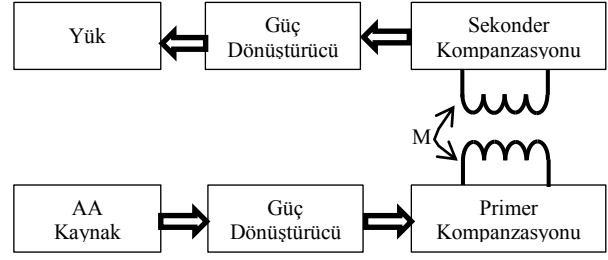 Yük
Güç
Dönüştürücü
Sekonder
Kompanzasyonu
M
AA
Kaynak
Güç
Dönüştürücü
Primer
Kompanzasyonu